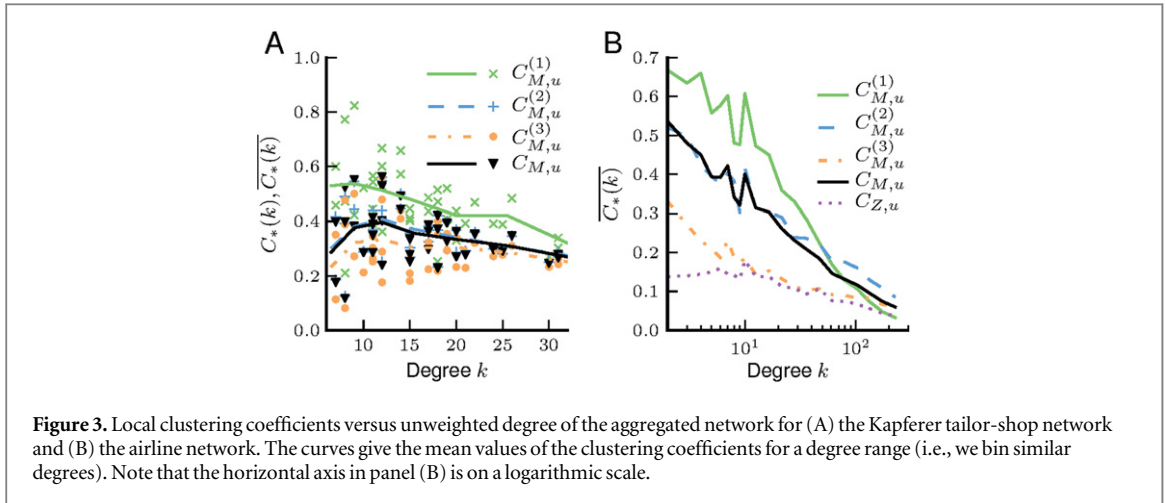 A
B
1.0
0.8
0.6
0.4
0.2
0.0
C_*(k), \overline{C_*(k)}
10 15 20 25 30
Degree k
C^{(1)}_{M,u}
C^{(2)}_{M,u}
C^{(3)}_{M,u}
C_{M,u}
0.7
0.6
0.5
0.4
0.3
0.2
0.1
0.0
\overline{C_*(k)}
10^1 10^2
Degree k
C^{(1)}_{M,u}
C^{(2)}_{M,u}
C^{(3)}_{M,u}
C_{M,u}
C_{Z,u}
Figure 3. Local clustering coefficients versus unweighted degree of the aggregated network for (A) the Kapferer tailor-shop network
and (B) the airline network. The curves give the mean values of the clustering coefficients for a degree range (i.e., we bin similar
degrees). Note that the horizontal axis in panel (B) is on a logarithmic scale.